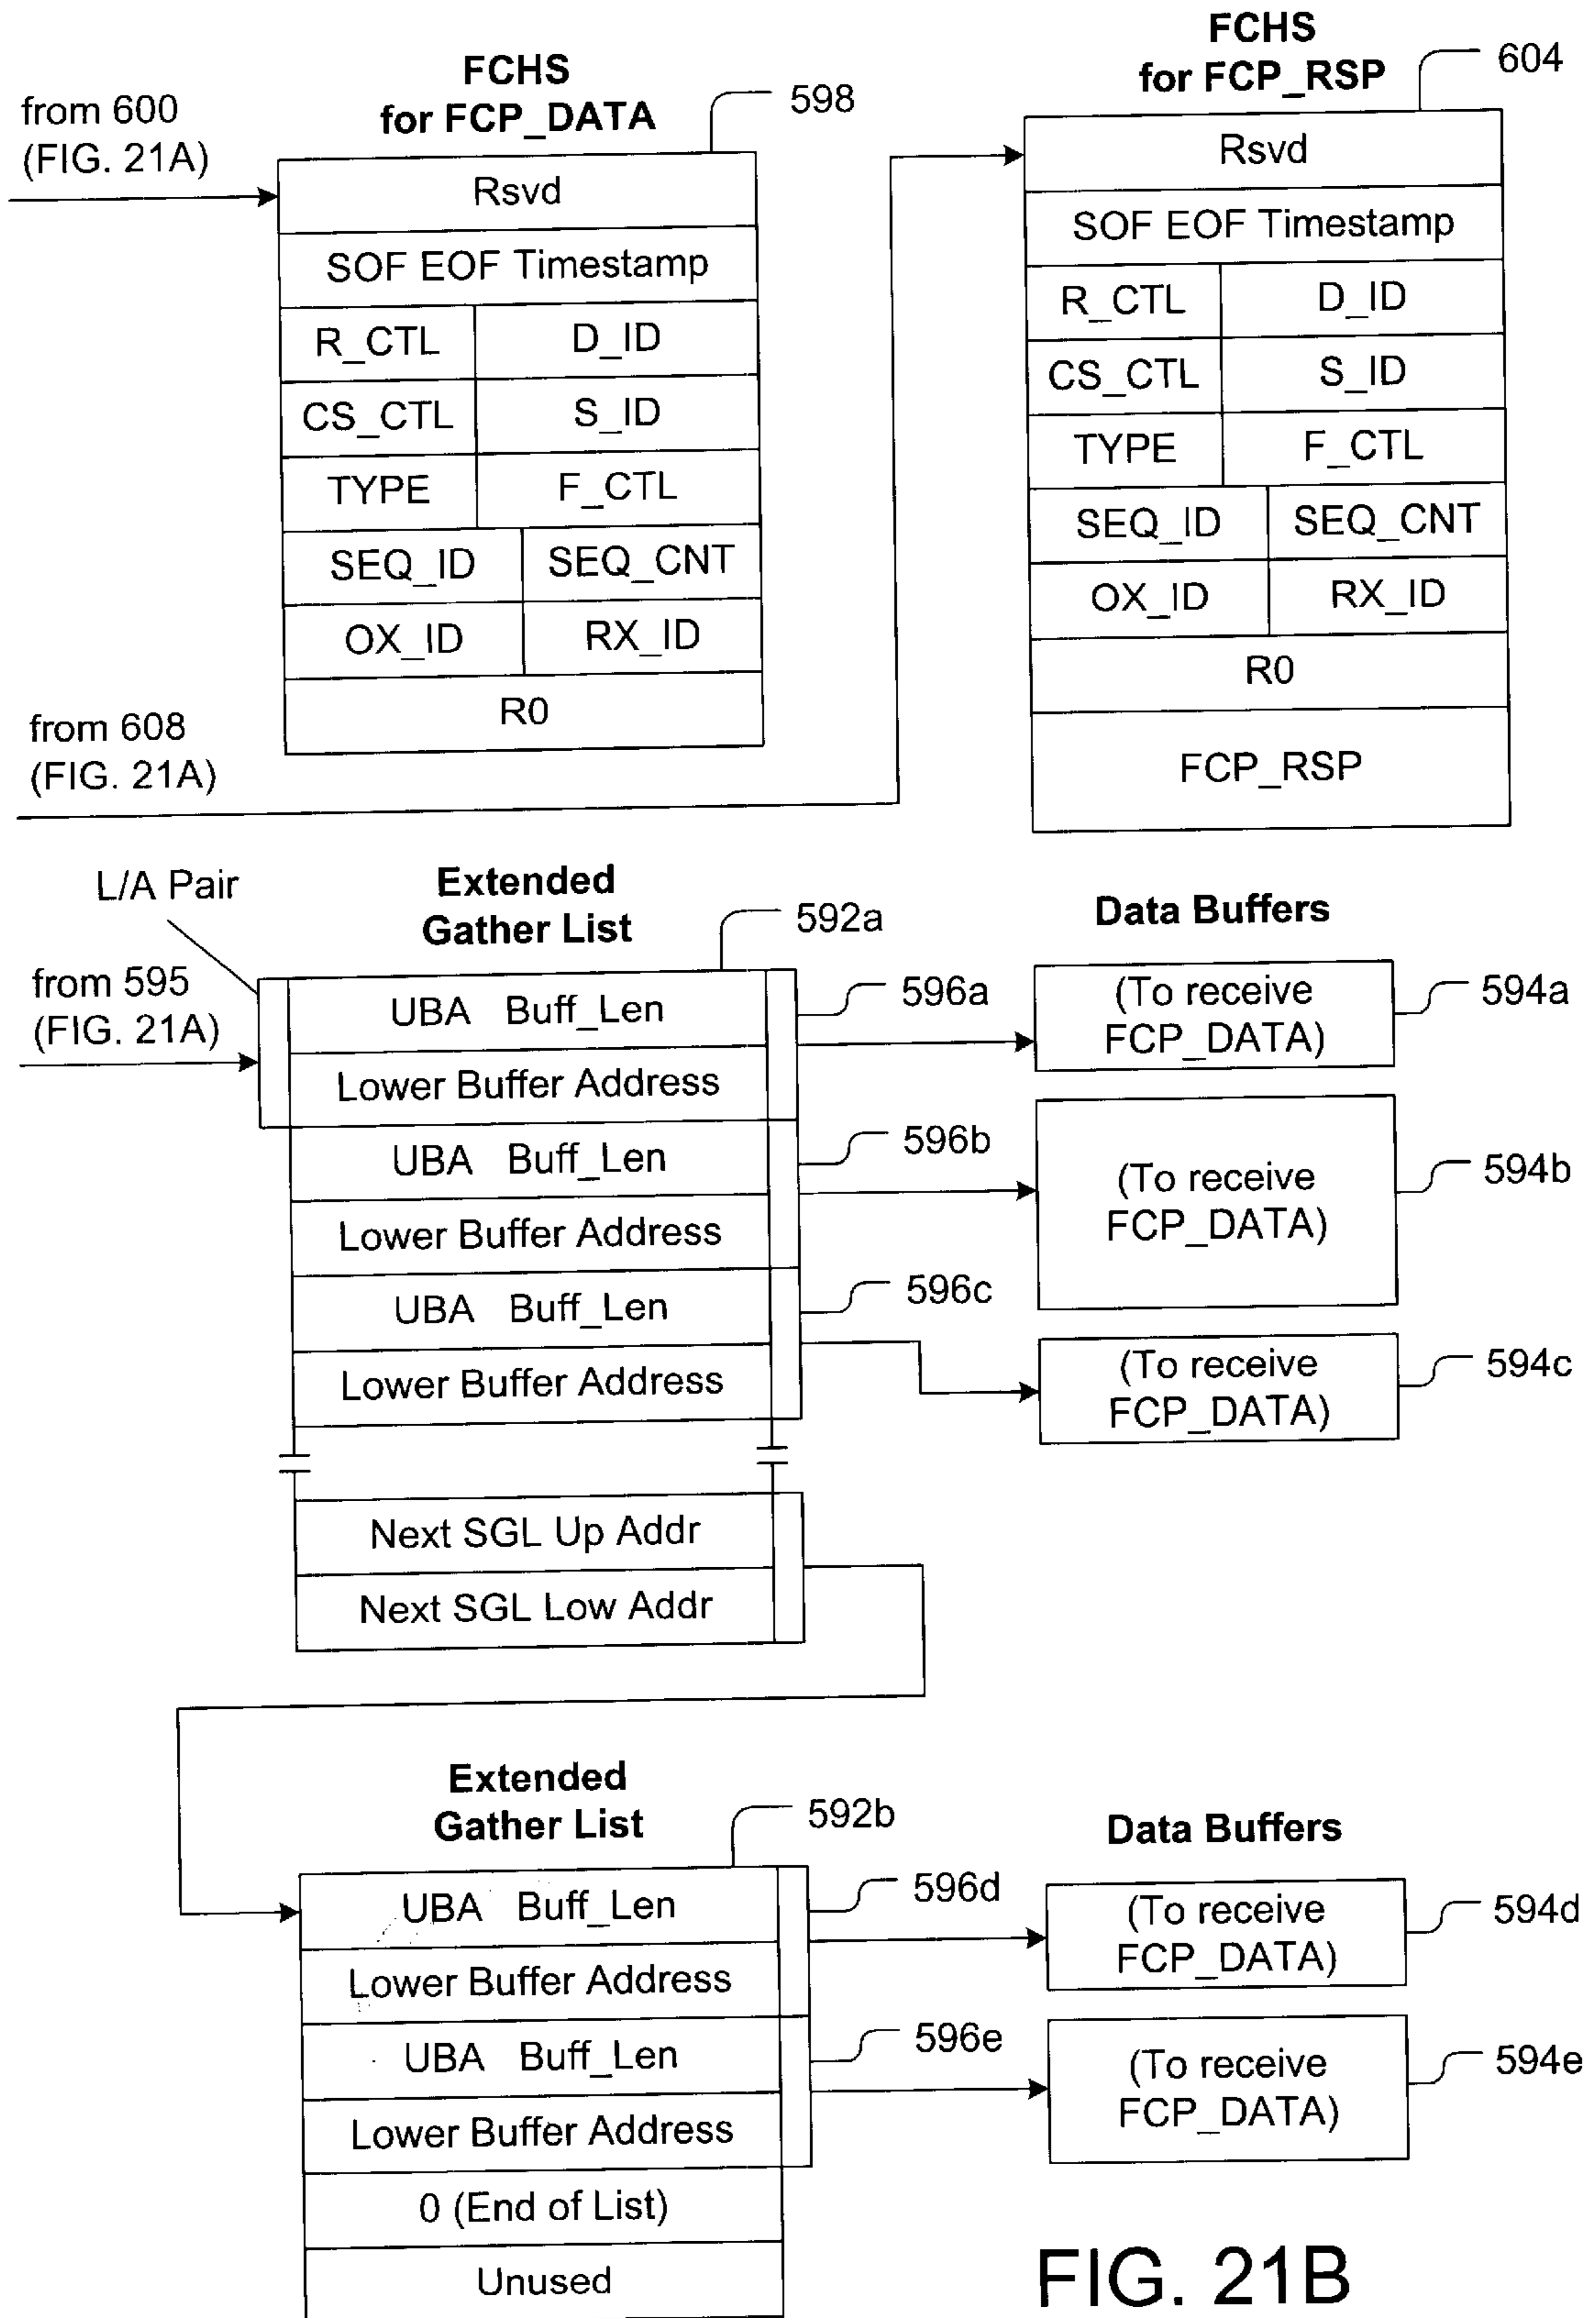 from 600
(FIG. 21A)
FCHS
for FCP_DATA
598
Rsvd
SOF EOF Timestamp
R_CTL
D_ID
CS_CTL
S_ID
TYPE
F_CTL
SEQ_ID
SEQ_CNT
OX_ID
RX_ID
R0
FCHS
for FCP_RSP
604
Rsvd
SOF EOF Timestamp
R_CTL
D_ID
CS_CTL
S_ID
TYPE
F_CTL
SEQ_ID
SEQ_CNT
OX_ID
RX_ID
R0
FCP_RSP
from 608
(FIG. 21A)
L/A Pair
from 595
(FIG. 21A)
Extended
Gather List
592a
UBA Buff_Len
Lower Buffer Address
UBA Buff_Len
Lower Buffer Address
UBA Buff_Len
Lower Buffer Address
Next SGL Up Addr
Next SGL Low Addr
596a
596b
596c
Data Buffers
(To receive
FCP_DATA)
594a
(To receive
FCP_DATA)
594b
(To receive
FCP_DATA)
594c
Extended
Gather List
592b
UBA Buff_Len
Lower Buffer Address
UBA Buff_Len
Lower Buffer Address
0 (End of List)
Unused
596d
596e
Data Buffers
(To receive
FCP_DATA)
594d
(To receive
FCP_DATA)
594e
FIG. 21B